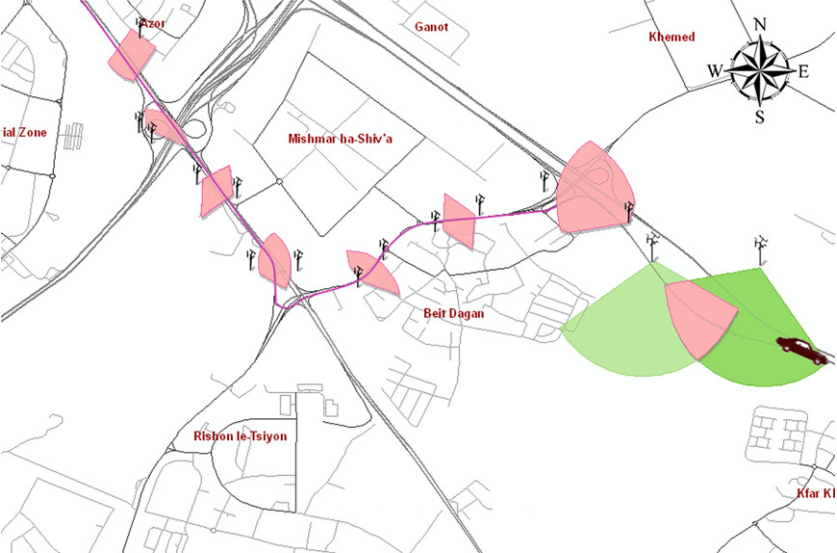 Azor
Ganot
Khemed
N
W
E
S
ial Zone
Mishmar ha-Shiv'a
Beit Dagan
Rishon le-Tsiyon
Kfar K